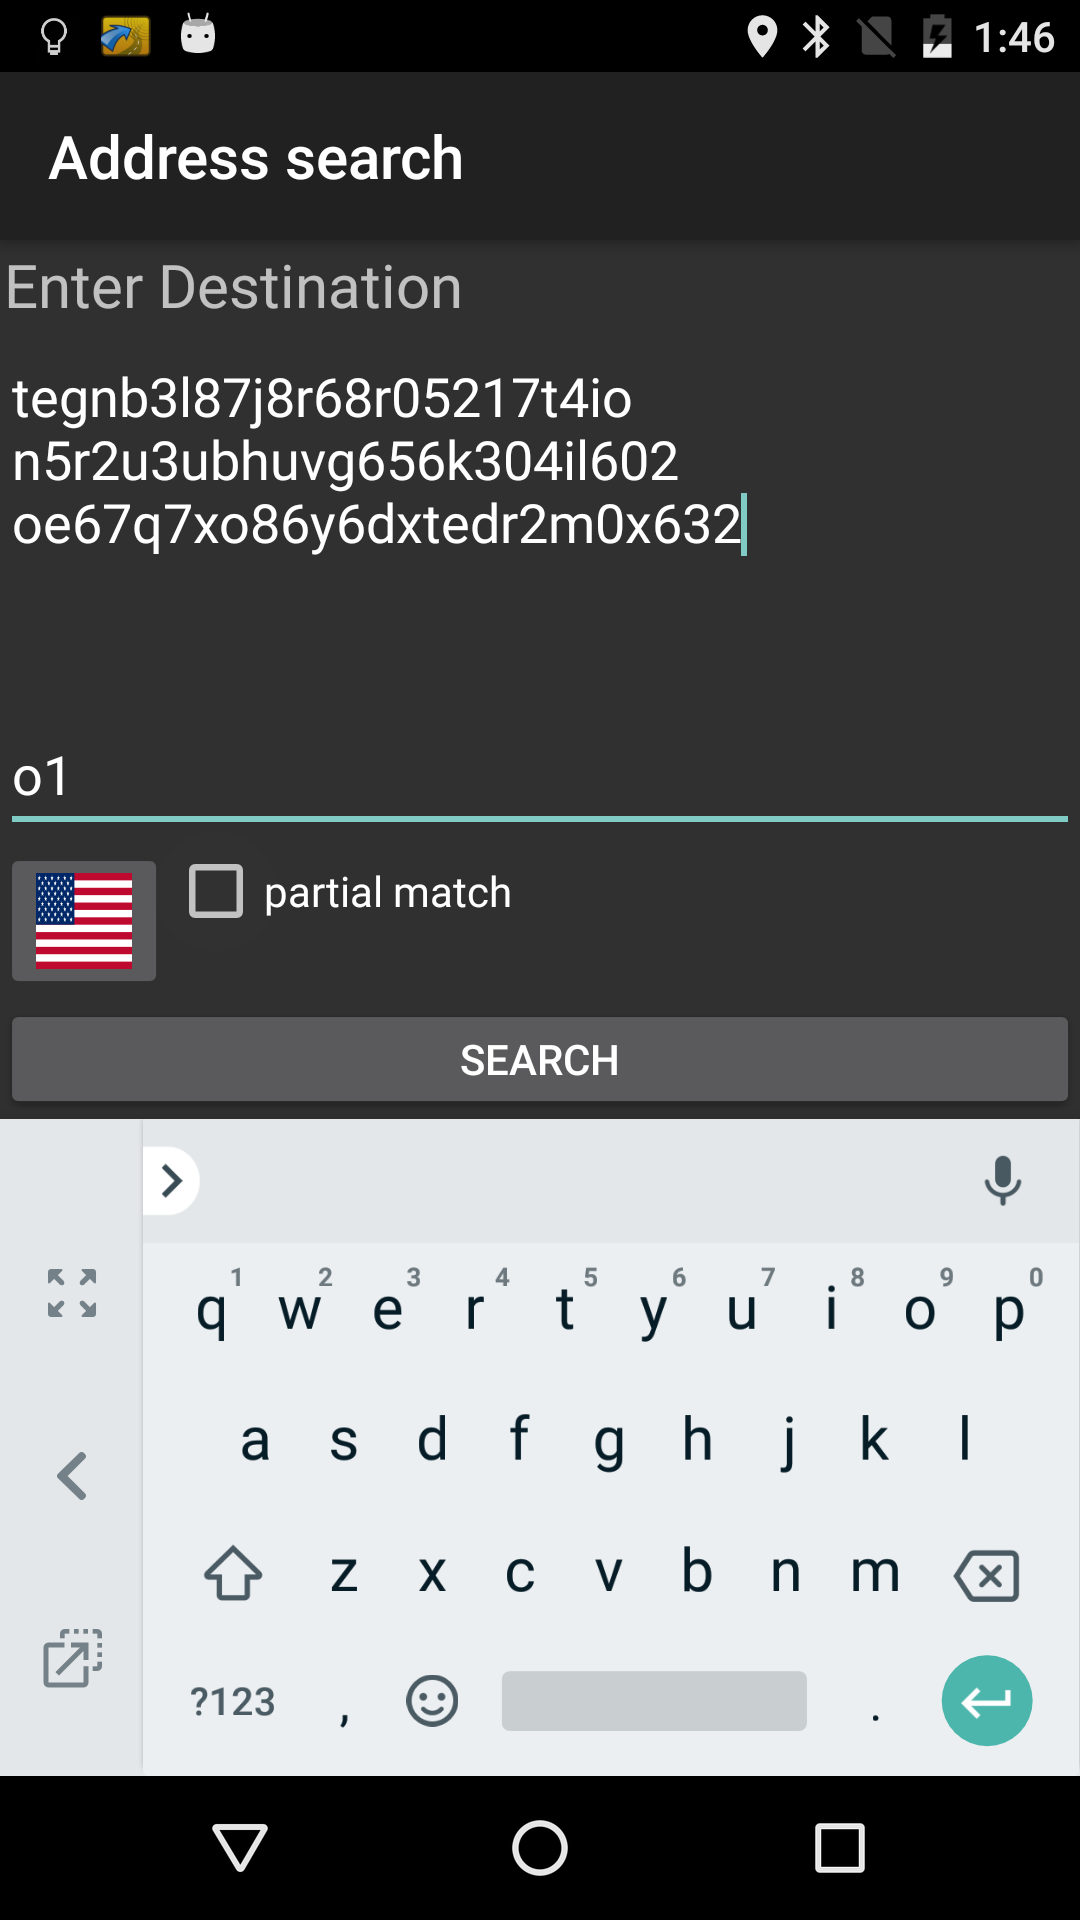 1:46
Address search
Enter Destination
tegnb3l87j8r68r05217t4io
n5r2u3ubhuvg656k304il602
oe67q7xo86y6dxtedr2m0x632
o1
partial match
SEARCH
1 2 3 4 5 6 7 8 9 0
q w e r t y u i o p
a s d f g h j k l
z x c v b n m
?123 , .